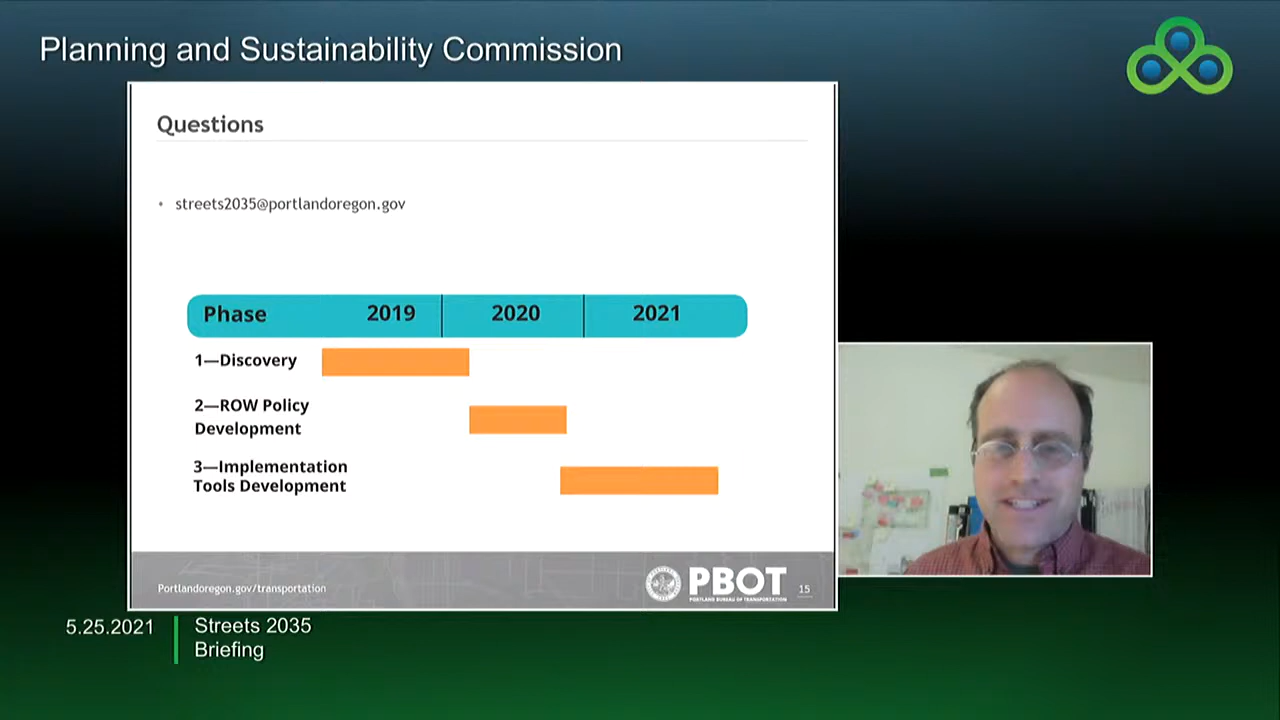 Planning and Sustainability Commission
Questions
• streets2035@portlandoregon.gov
Phase 2019 2020 2021
1—Discovery
2—ROW Policy
Development
3—Implementation
Tools Development
Portlandoregon.gov/transportation
PBOT
PORTLAND BUREAU OF TRANSPORTATION
15
5.25.2021
Streets 2035
Briefing